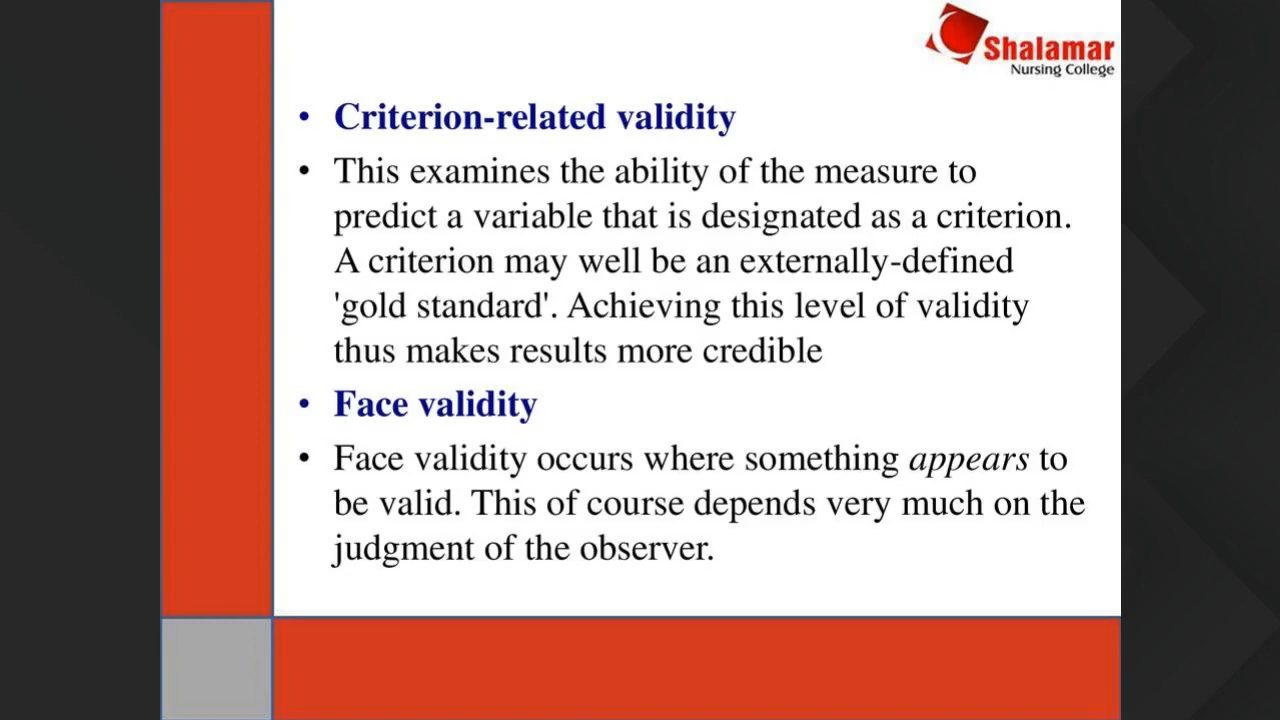 Shalamar
Nursing College
• Criterion-related validity
• This examines the ability of the measure to
predict a variable that is designated as a criterion.
A criterion may well be an externally-defined
'gold standard'. Achieving this level of validity
thus makes results more credible
• Face validity
• Face validity occurs where something appears to
be valid. This of course depends very much on the
judgment of the observer.